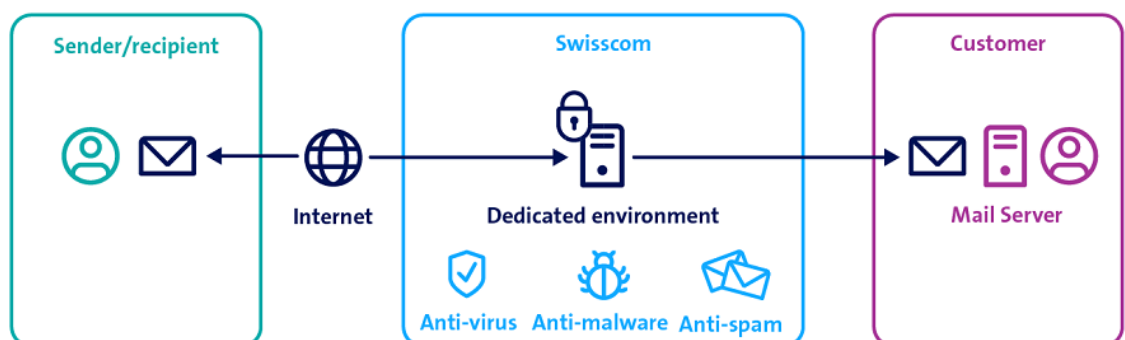 Sender/recipient
Swisscom
Customer
Internet
Dedicated environment
Mail Server
Anti-virus
Anti-malware
Anti-spam